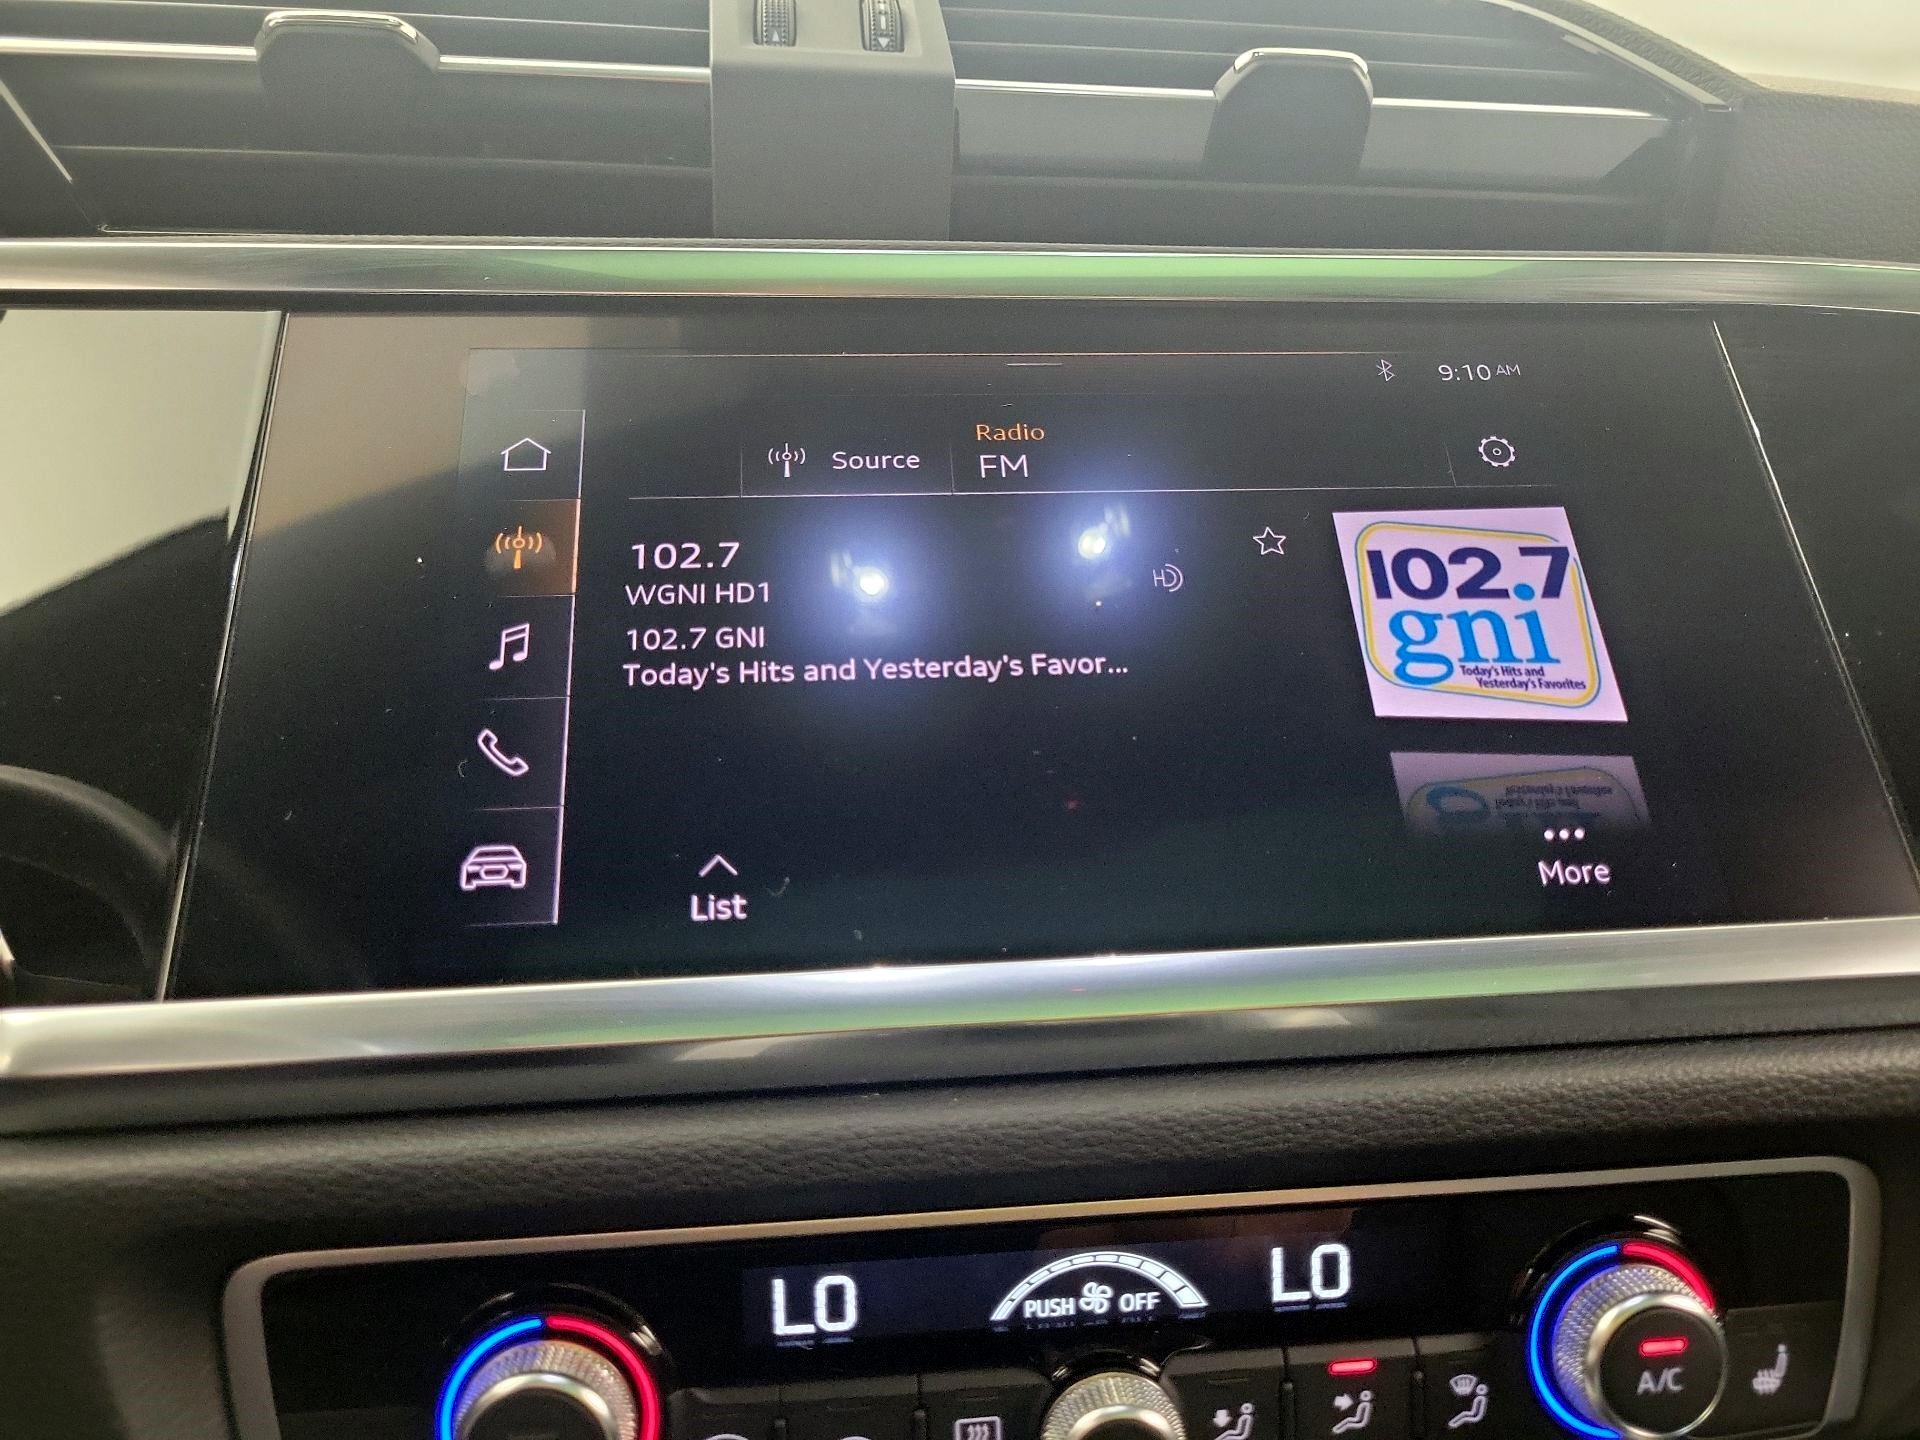 9:10 AM
Radio
Source
FM
102.7
WGNI HD1
HD
102.7 GNI
Today's Hits and Yesterday's Favor...
102.7
gni
Today's Hits and
Yesterday's Favorites
More
List
LO
PUSH OFF
LO
A/C